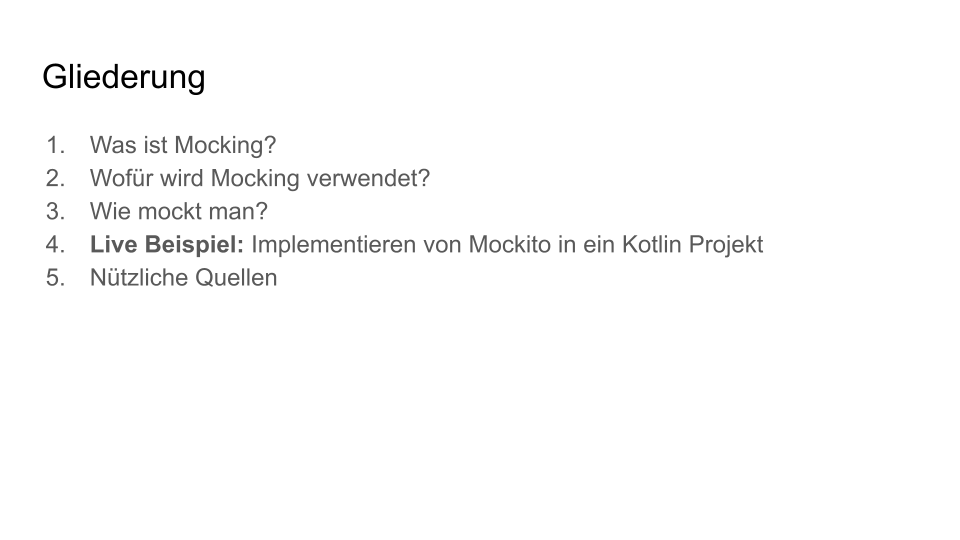 Gliederung
1. Was ist Mocking?
2. Wofür wird Mocking verwendet?
3. Wie mockt man?
4. Live Beispiel: Implementieren von Mockito in ein Kotlin Projekt
5. Nützliche Quellen